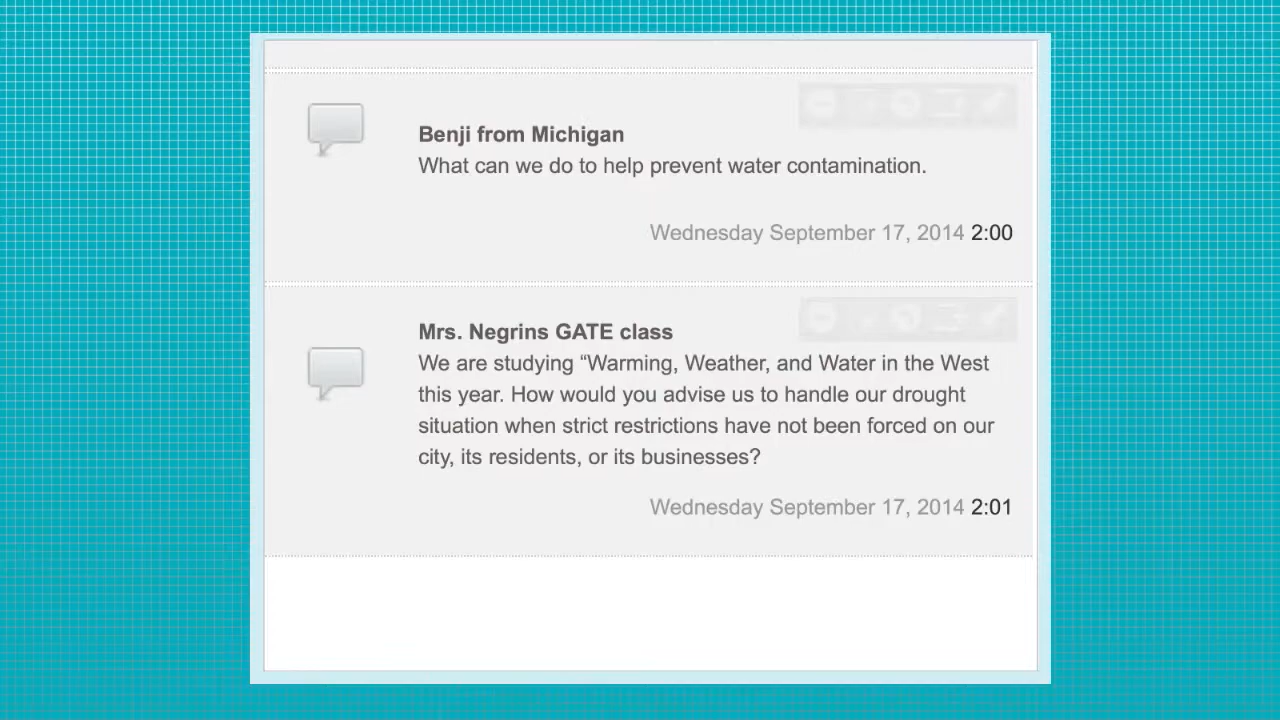 Benji from Michigan
What can we do to help prevent water contamination.
Wednesday September 17, 2014 2:00
Mrs. Negrins GATE class
We are studying “Warming, Weather, and Water in the West
this year. How would you advise us to handle our drought
situation when strict restrictions have not been forced on our
city, its residents, or its businesses?
Wednesday September 17, 2014 2:01